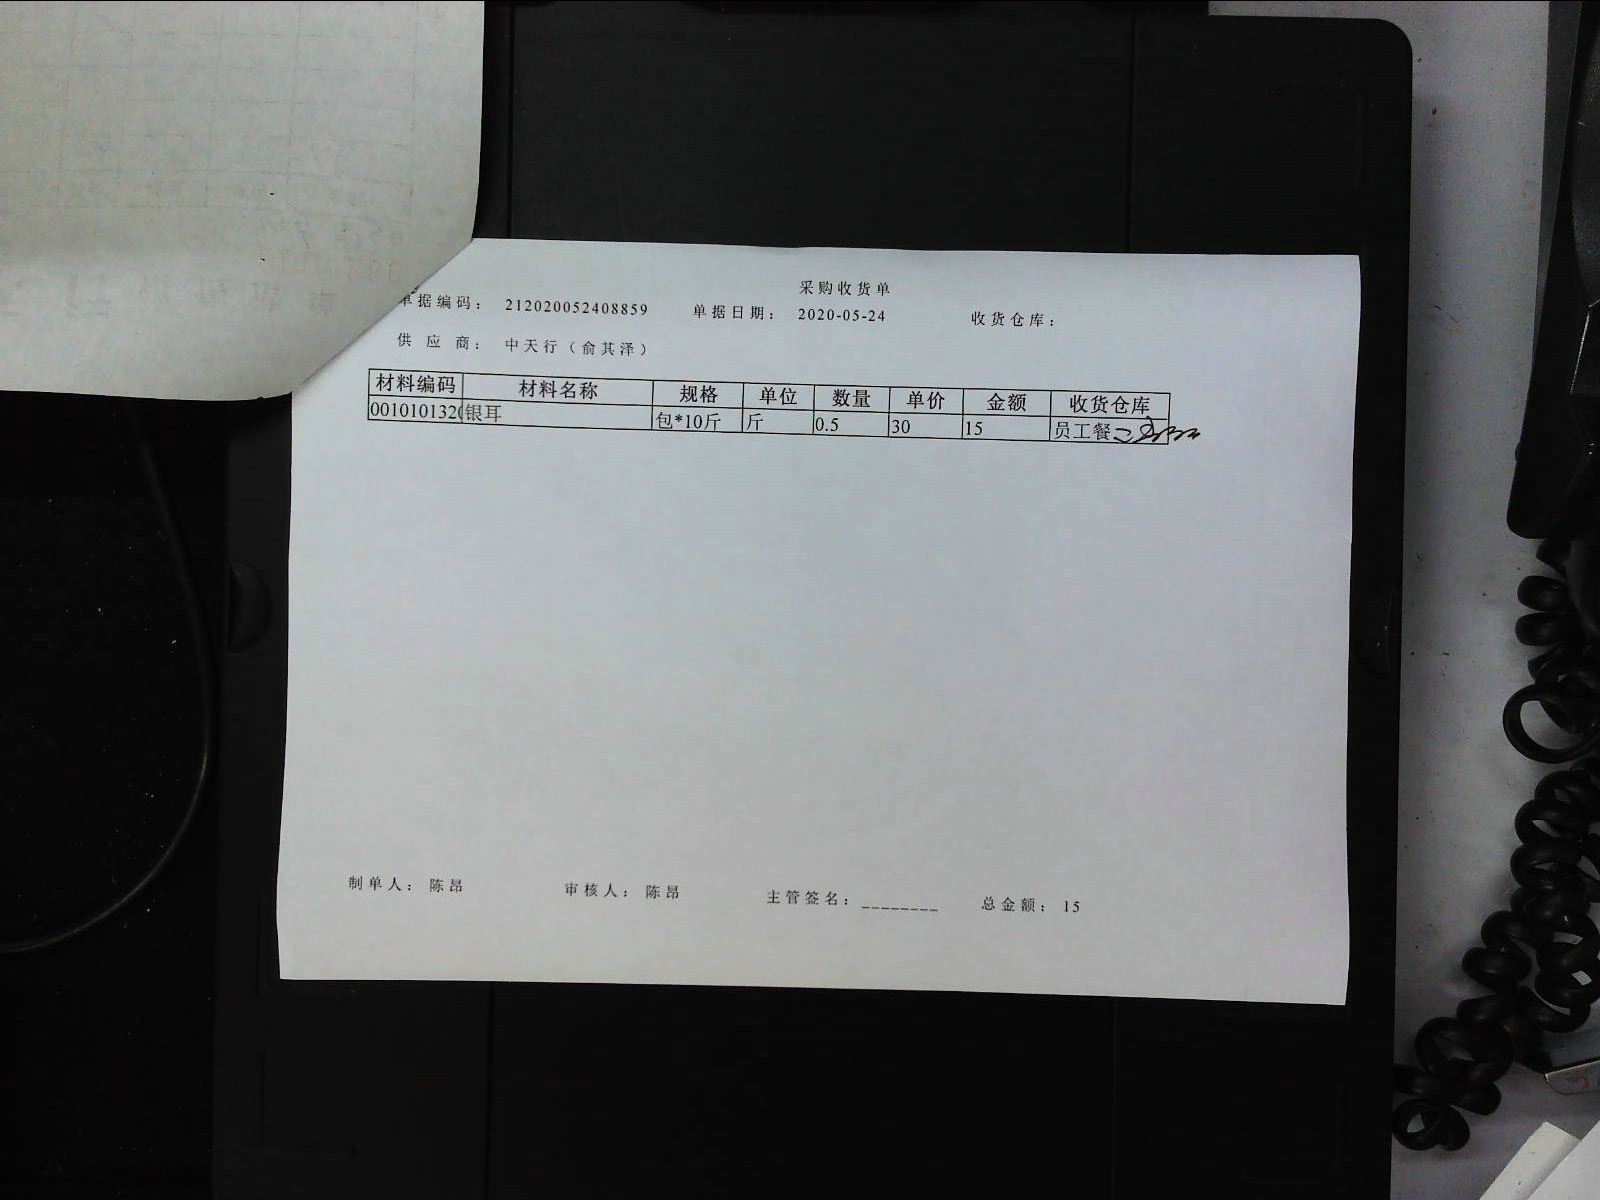 采购收货单
单据编码： 212020052408859 单据日期： 2020-05-24 收货仓库：
供 应 商： 中天行（俞其泽）
材料编码 材料名称 规格 单位 数量 单价 金额 收货仓库
001010132 银耳 包*10斤 斤 0.5 30 15 员工餐
制单人： 陈昂 审核人： 陈昂 主管签名：________ 总金额： 15